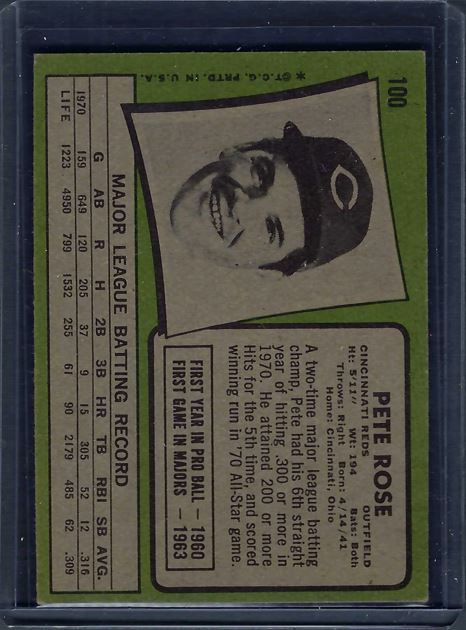 100
PETE ROSE
CINCINNATI REDS OUTFIELD
Ht: 5'11" Wt: 194 Bats: Both
Throws: Right Born: 4/14/41
Home: Cincinnati, Ohio
A two-time major league batting
champ, Pete had his 6th straight
year of hitting .300 or more in
1970. He attained 200 or more
Hits for the 5th time, and scored
winning run in '70 All-Star game.
FIRST YEAR IN PRO BALL — 1960
FIRST GAME IN MAJORS — 1963
C
*©T.C.G. PRTD. IN U.S.A.
MAJOR LEAGUE BATTING RECORD
G AB R H 2B 3B HR TB RBI SB AVG.
1970 159 649 120 205 37 9 15 305 52 12 .316
LIFE 1223 4950 799 1532 255 61 90 2179 485 62 .309